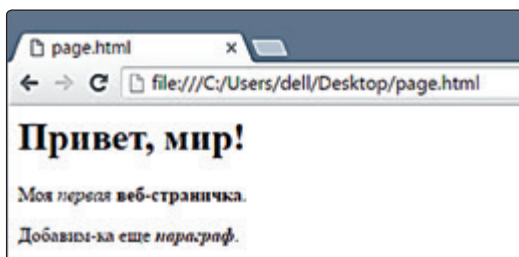 page.html
file:///C:/Users/dell/Desktop/page.html
Привет, мир!
Моя первая веб-страничка.
Добавим-ка еще параграф.